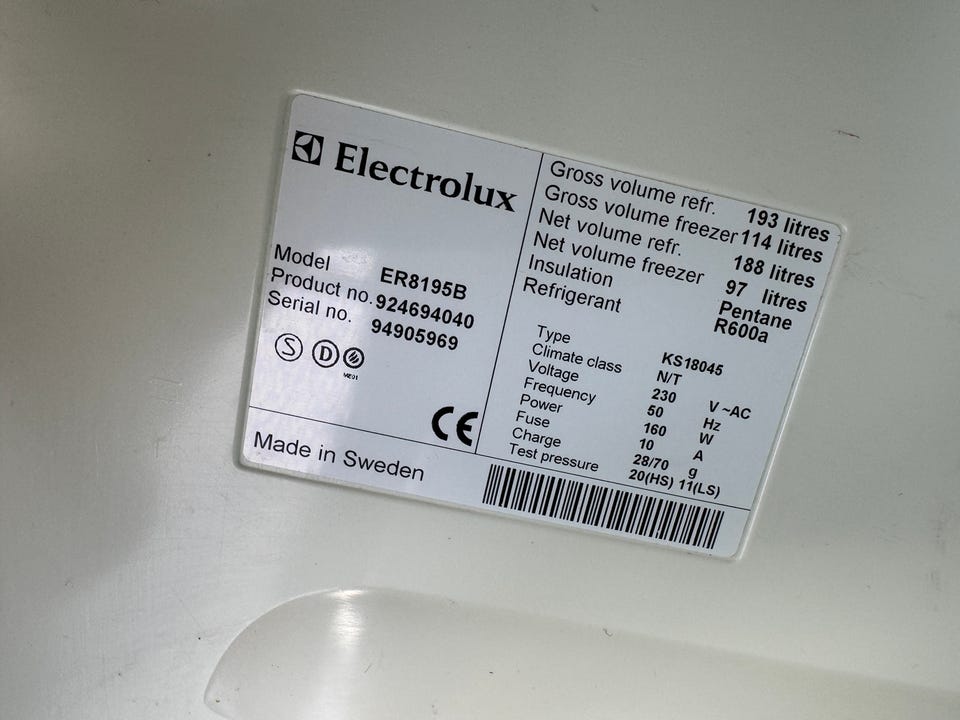 Electrolux
Model ER8195B
Product no. 924694040
Serial no. 94905969
S D
CE
Made in Sweden
Gross volume refr. 193 litres
Gross volume freezer 114 litres
Net volume refr. 188 litres
Net volume freezer 97 litres
Insulation Pentane
Refrigerant R600a
Type KS18045
Climate class N/T
Voltage 230 V ~AC
Frequency 50 Hz
Power 160 W
Fuse 10 A
Charge 28/70 g
Test pressure 20(HS) 11(LS)